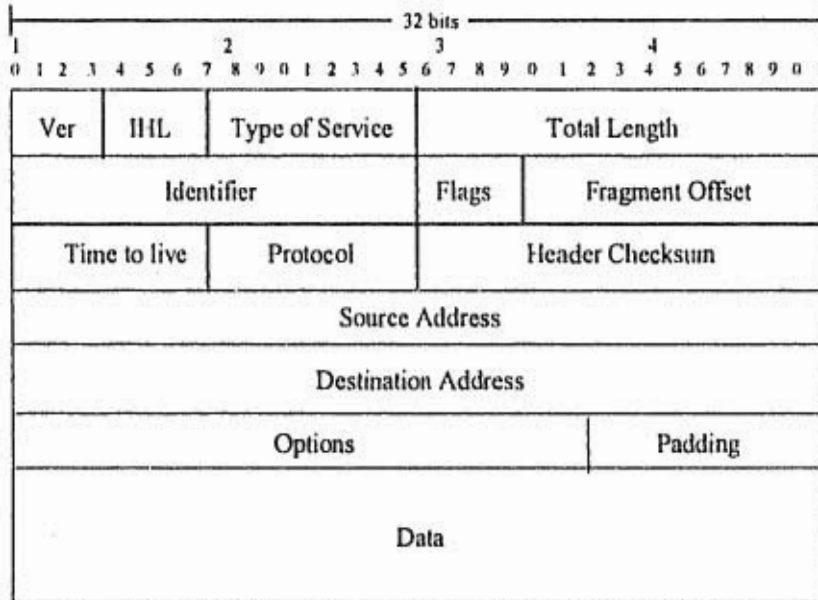 32 bits
1 2 3 4
0 1 2 3 4 5 6 7 8 9 0 1 2 3 4 5 6 7 8 9 0 1 2 3 4 5 6 7 8 9 0
Ver IHL Type of Service Total Length
Identifier Flags Fragment Offset
Time to live Protocol Header Checksum
Source Address
Destination Address
Options Padding
Data